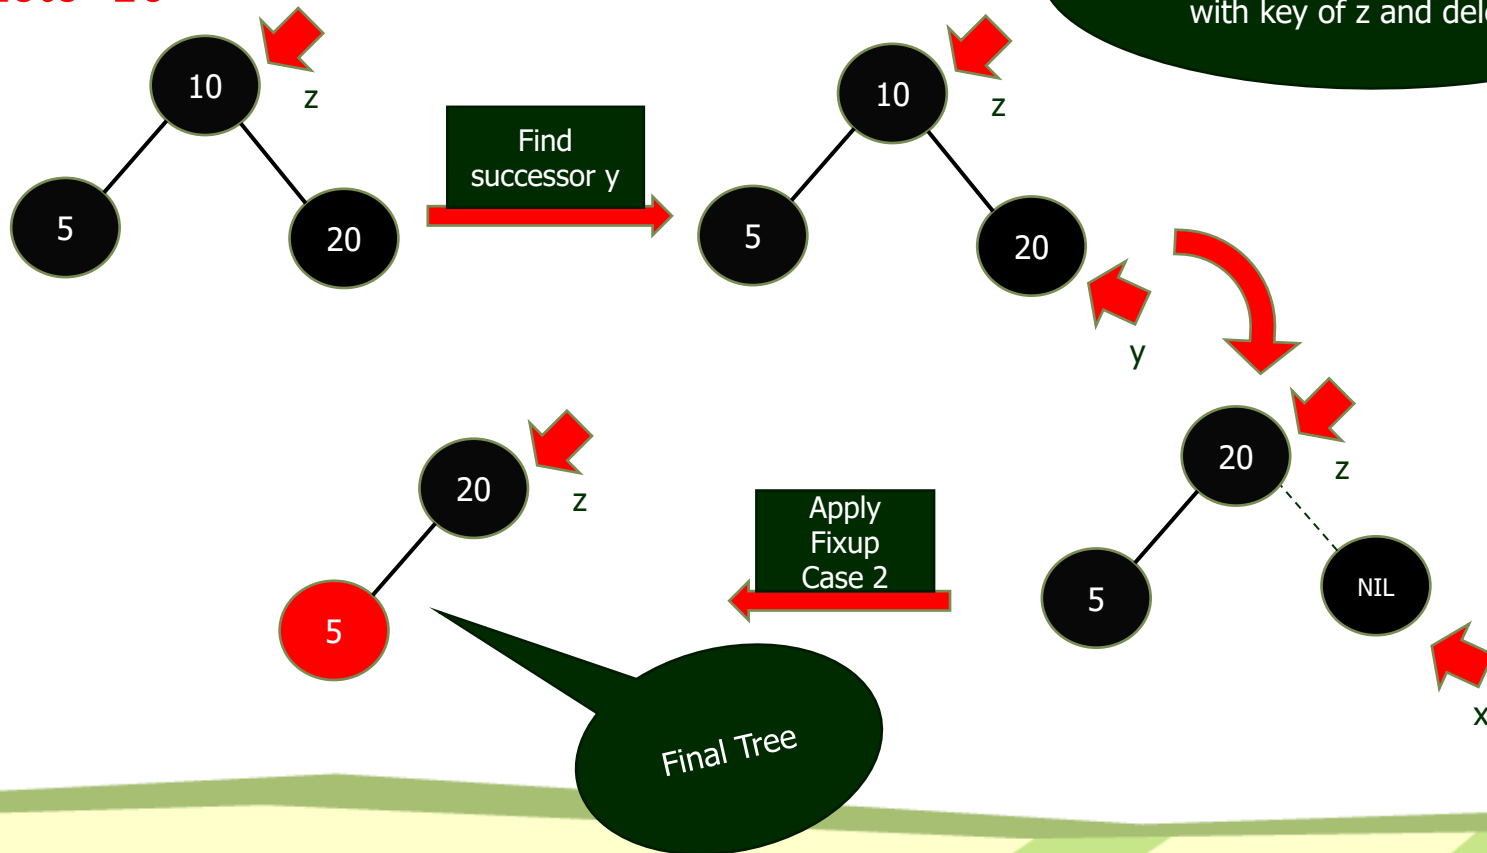 with key of z and del
10
z
5
20
Find
successor y
10
z
5
20
y
20
z
5
NIL
x
Apply
Fixup
Case 2
20
z
5
Final Tree